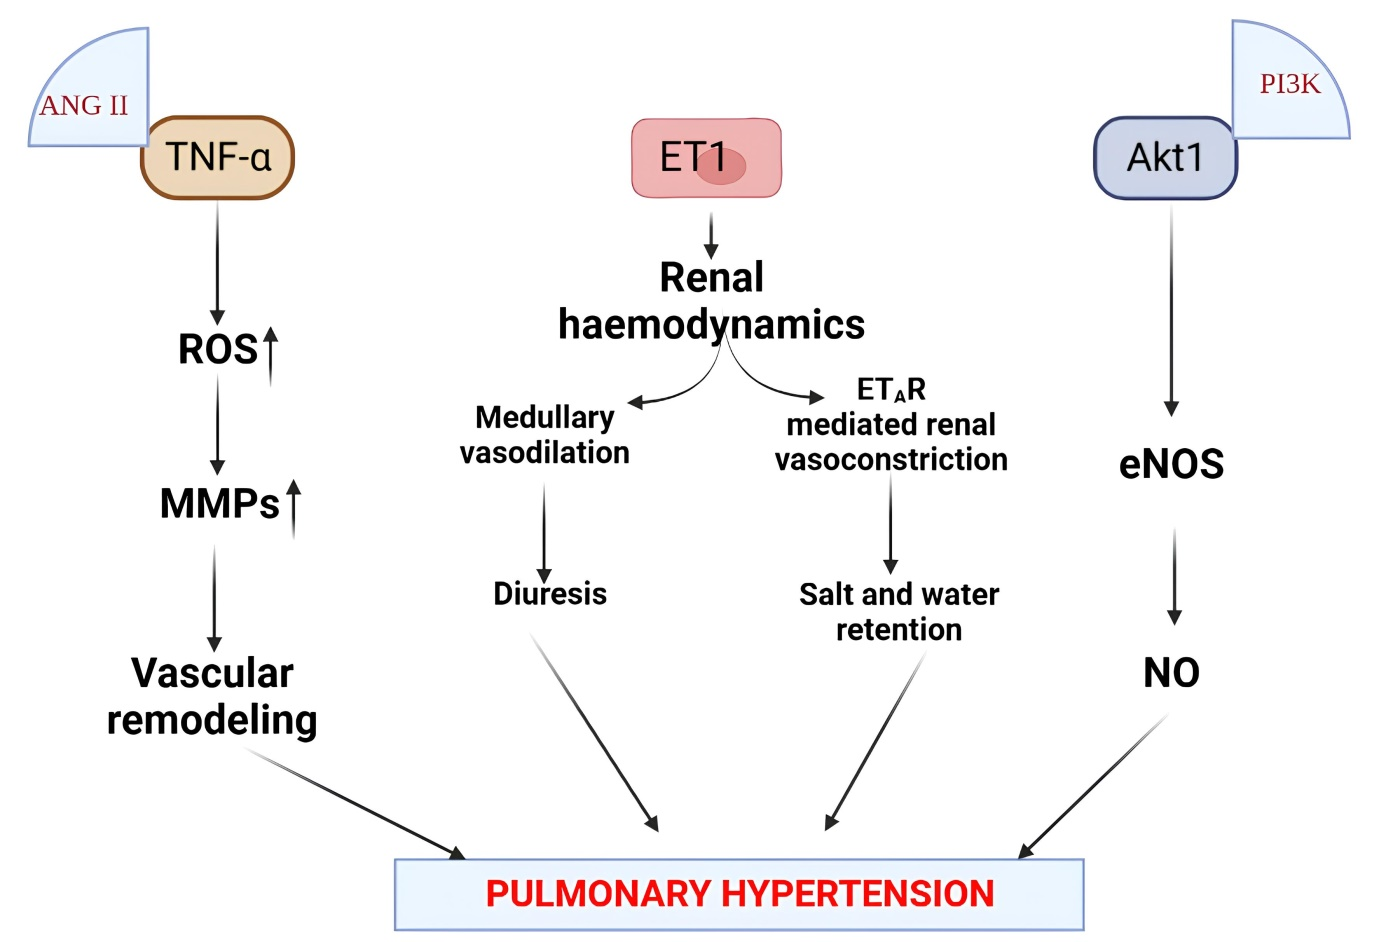 ANG II
TNF-α
ROS
MMPs
Vascular
remodeling
ET1
Renal
haemodynamics
Medullary
vasodilation
Diuresis
ET_AR
mediated renal
vasoconstriction
Salt and water
retention
PI3K
Akt1
eNOS
NO
PULMONARY HYPERTENSION